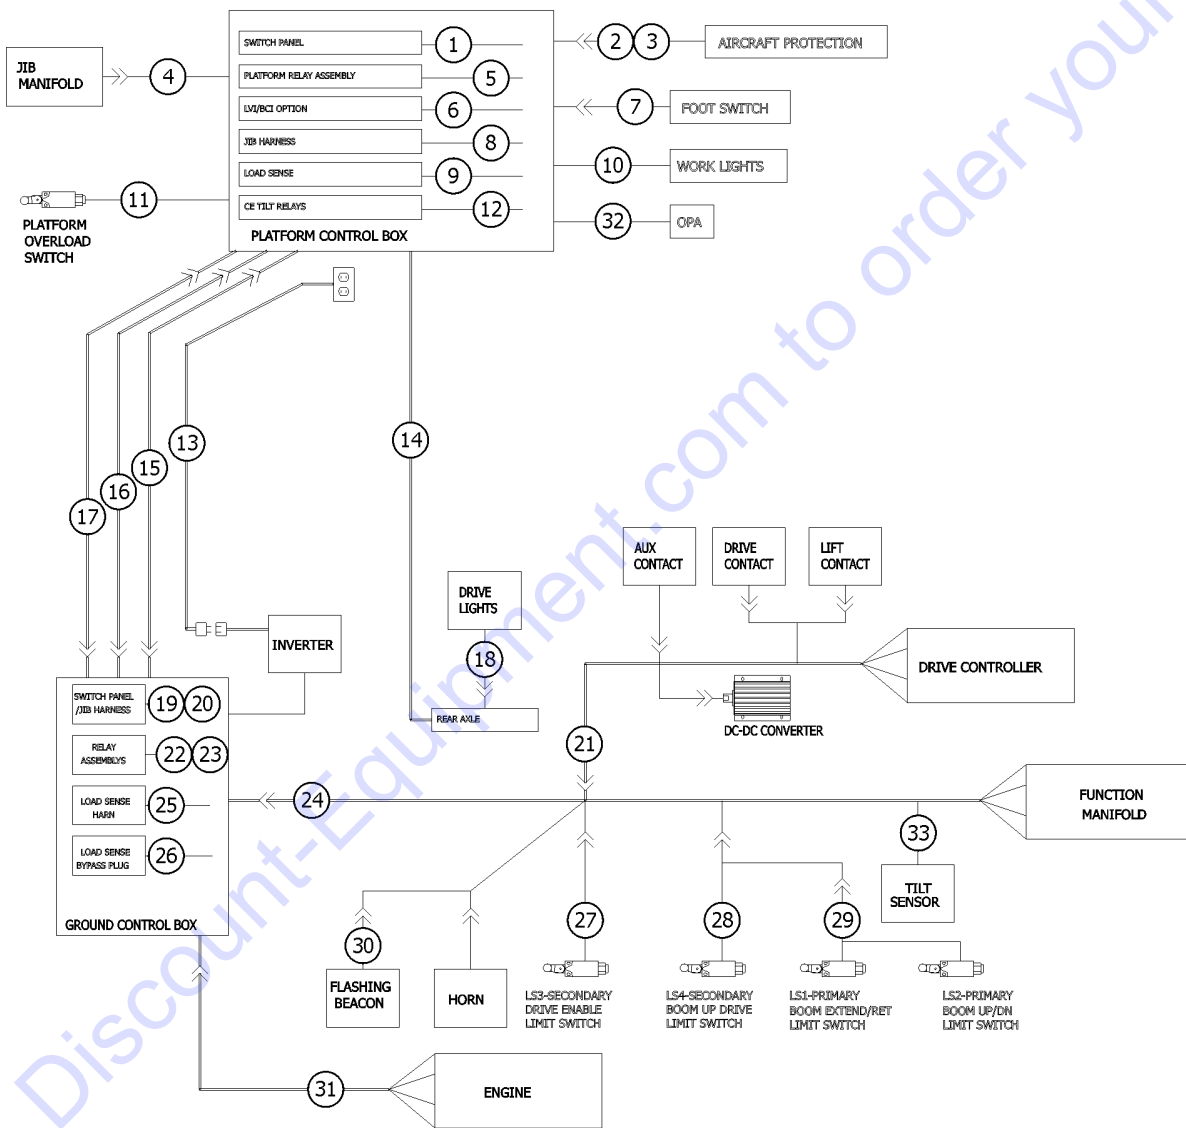 SWITCH PANEL
1
PLATFORM RELAY ASSEMBLY
5
LVI/BCI OPTION
6
JIB HARNESS
8
LOAD SENSE
9
CE TILT RELAYS
12
PLATFORM CONTROL BOX
JIB
MANIFOLD
4
11
PLATFORM
OVERLOAD
SWITCH
2
3
AIRCRAFT PROTECTION
7
FOOT SWITCH
10
WORK LIGHTS
32
OPA
13
14
15
16
17
INVERTER
DRIVE
LIGHTS
18
REAR AXLE
AUX
CONTACT
DRIVE
CONTACT
LIFT
CONTACT
DRIVE CONTROLLER
DC-DC CONVERTER
21
SWITCH PANEL
/JIB HARNESS
19
20
RELAY
ASSEMBLYS
22
23
LOAD SENSE
HARN
25
LOAD SENSE
BYPASS PLUG
26
GROUND CONTROL BOX
24
FUNCTION
MANIFOLD
33
TILT
SENSOR
30
FLASHING
BEACON
HORN
27
LS3-SECONDARY
DRIVE ENABLE
LIMIT SWITCH
28
LS4-SECONDARY
BOOM UP DRIVE
LIMIT SWITCH
29
LS1-PRIMARY
BOOM EXTEND/RET
LIMIT SWITCH
LS2-PRIMARY
BOOM UP/DN
LIMIT SWITCH
31
ENGINE
Discount-Equipment.com to order your